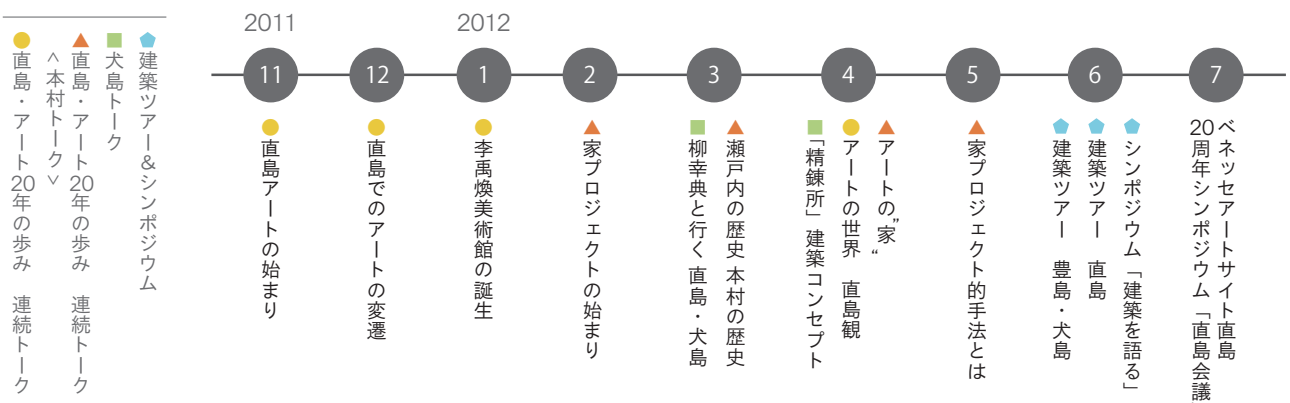 建築ツアー＆シンポジウム
犬島トーク
直島・アート20年の歩み　連続トーク
＜本村トーク＞
直島・アート20年の歩み　連続トーク
2011
2012
11
12
1
2
3
4
5
6
7
直島アートの始まり
直島でのアートの変遷
李禹煥美術館の誕生
家プロジェクトの始まり
瀬戸内の歴史 本村の歴史
柳幸典と行く 直島・犬島
アートの”家“
アートの世界　直島観
「精錬所」建築コンセプト
家プロジェクト的手法とは
シンポジウム「建築を語る」
建築ツアー　直島
建築ツアー　豊島・犬島
ベネッセアートサイト直島
20周年シンポジウム「直島会議